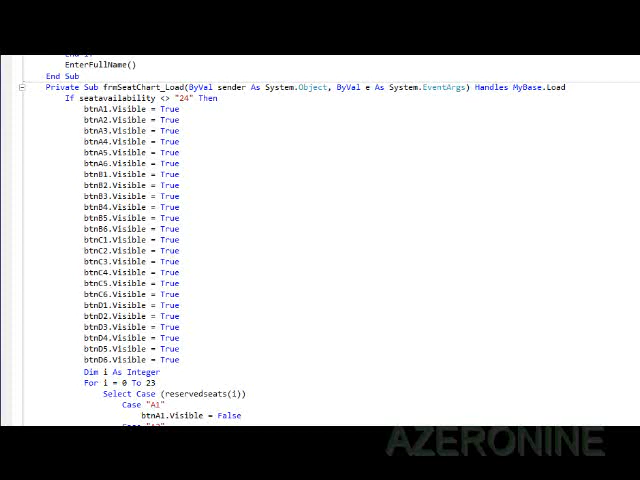 End If
EnterFullName()
End Sub
Private Sub frmSeatChart_Load(ByVal sender As System.Object, ByVal e As System.EventArgs) Handles MyBase.Load
If seatavailability <> "24" Then
btnA1.Visible = True
btnA2.Visible = True
btnA3.Visible = True
btnA4.Visible = True
btnA5.Visible = True
btnA6.Visible = True
btnB1.Visible = True
btnB2.Visible = True
btnB3.Visible = True
btnB4.Visible = True
btnB5.Visible = True
btnB6.Visible = True
btnC1.Visible = True
btnC2.Visible = True
btnC3.Visible = True
btnC4.Visible = True
btnC5.Visible = True
btnC6.Visible = True
btnD1.Visible = True
btnD2.Visible = True
btnD3.Visible = True
btnD4.Visible = True
btnD5.Visible = True
btnD6.Visible = True
Dim i As Integer
For i = 0 To 23
Select Case (reservedseats(i))
Case "A1"
btnA1.Visible = False
Case "A2"
AZERONINE